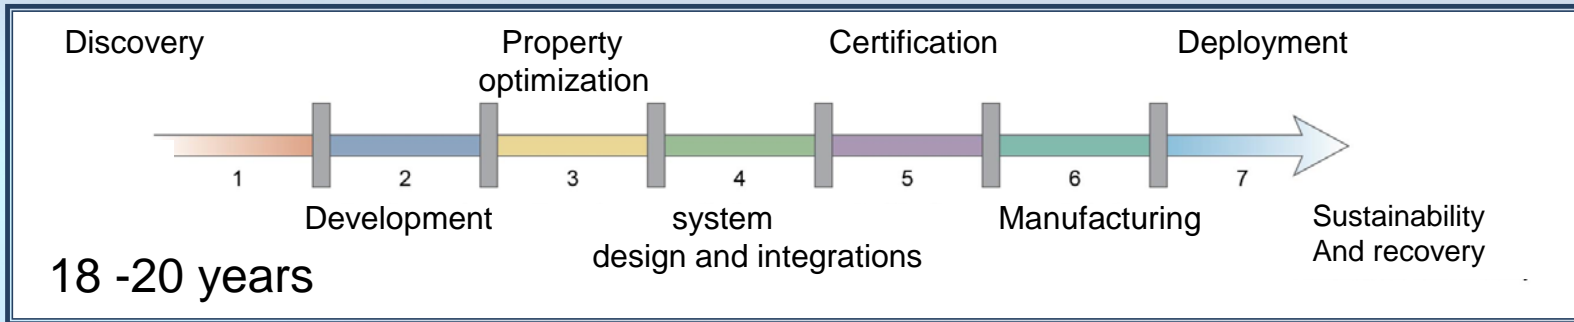 Discovery
Property
optimization
Certification
Deployment
1
2
3
4
5
6
7
Development
system
design and integrations
Manufacturing
Sustainability
And recovery
18 -20 years
-